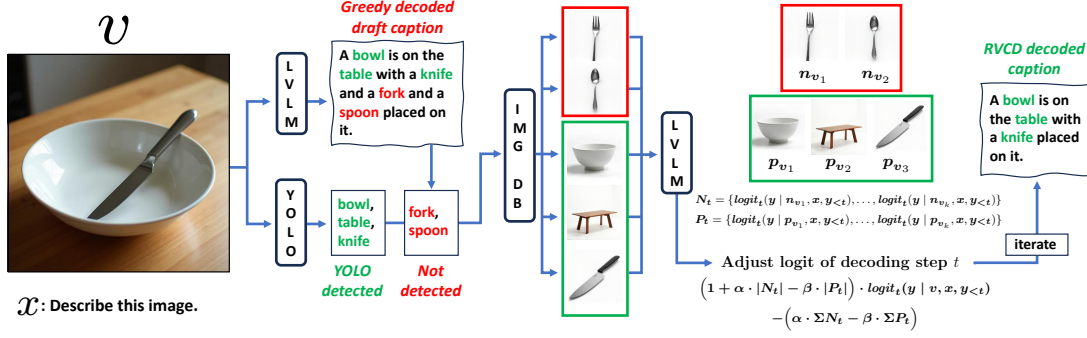 v
x: Describe this image.
L
V
L
M
Y
O
L
O
Greedy decoded
draft caption
A bowl is on the
table with a knife
and a fork and a
spoon placed on
it.
bowl,
table,
knife
YOLO
detected
fork,
spoon
Not
detected
I
M
G
D
B
L
V
L
M
n_{v_1} n_{v_2}
p_{v_1} p_{v_2} p_{v_3}
N_t = {logit_t(y | n_{v_1}, x, y_{<t}), . . . , logit_t(y | n_{v_k}, x, y_{<t})}
P_t = {logit_t(y | p_{v_1}, x, y_{<t}), . . . , logit_t(y | p_{v_k}, x, y_{<t})}
Adjust logit of decoding step t
(1 + α · |N_t| − β · |P_t|) · logit_t(y | v, x, y_{<t})
−(α · ΣN_t − β · ΣP_t)
iterate
RVCD decoded
caption
A bowl is on
the table with
a knife placed
on it.